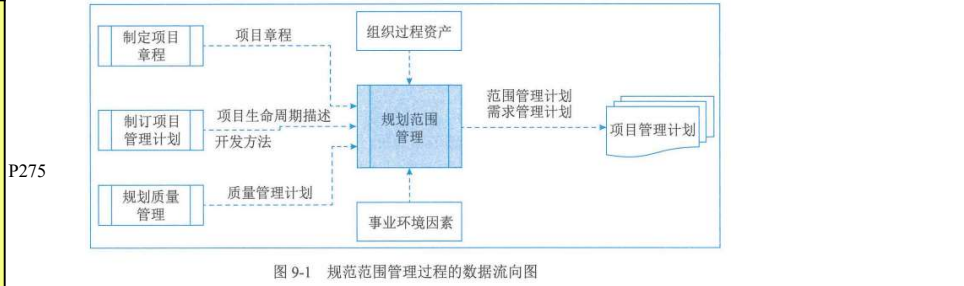 制定项目
章程
项目章程
组织过程资产
制订项目
管理计划
项目生命周期描述
开发方法
规划范围
管理
范围管理计划
需求管理计划
项目管理计划
P275
规划质量
管理
质量管理计划
事业环境因素
图 9-1 规范范围管理过程的数据流向图